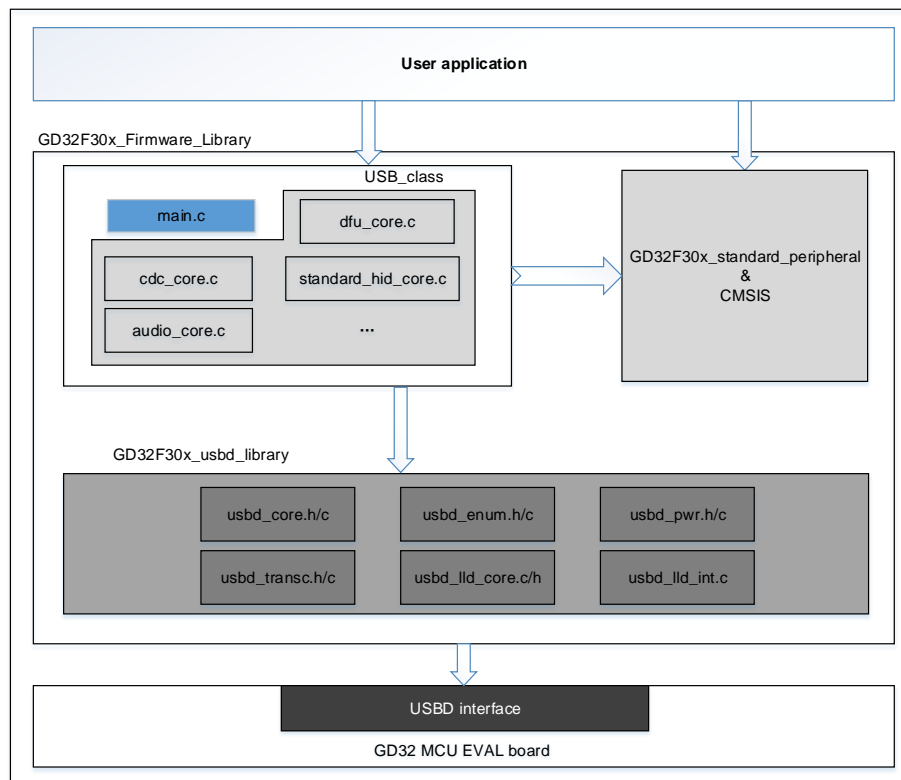 User application
GD32F30x_Firmware_Library
USB_class
main.c
dfu_core.c
cdc_core.c
standard_hid_core.c
audio_core.c
...
GD32F30x_standard_peripheral
&
CMSIS
GD32F30x_usbd_library
usbd_core.h/c
usbd_enum.h/c
usbd_pwr.h/c
usbd_transc.h/c
usbd_lld_core.c/h
usbd_lld_int.c
USBD interface
GD32 MCU EVAL board